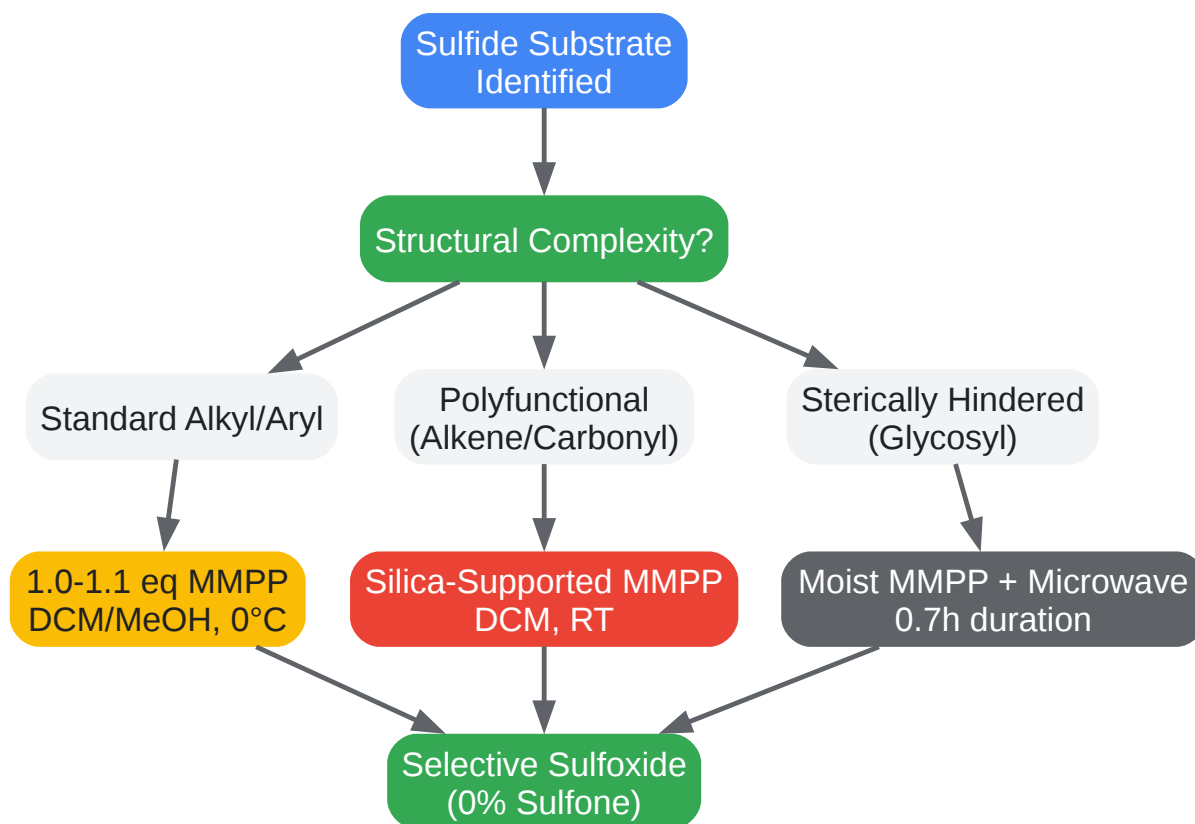 Sulfide Substrate
Identified
Structural Complexity?
Standard Alkyl/Aryl
Polyfunctional
(Alkene/Carbonyl)
Sterically Hindered
(Glycosyl)
1.0-1.1 eq MMPP
DCM/MeOH, 0°C
Silica-Supported MMPP
DCM, RT
Moist MMPP + Microwave
0.7h duration
Selective Sulfoxide
(0% Sulfone)